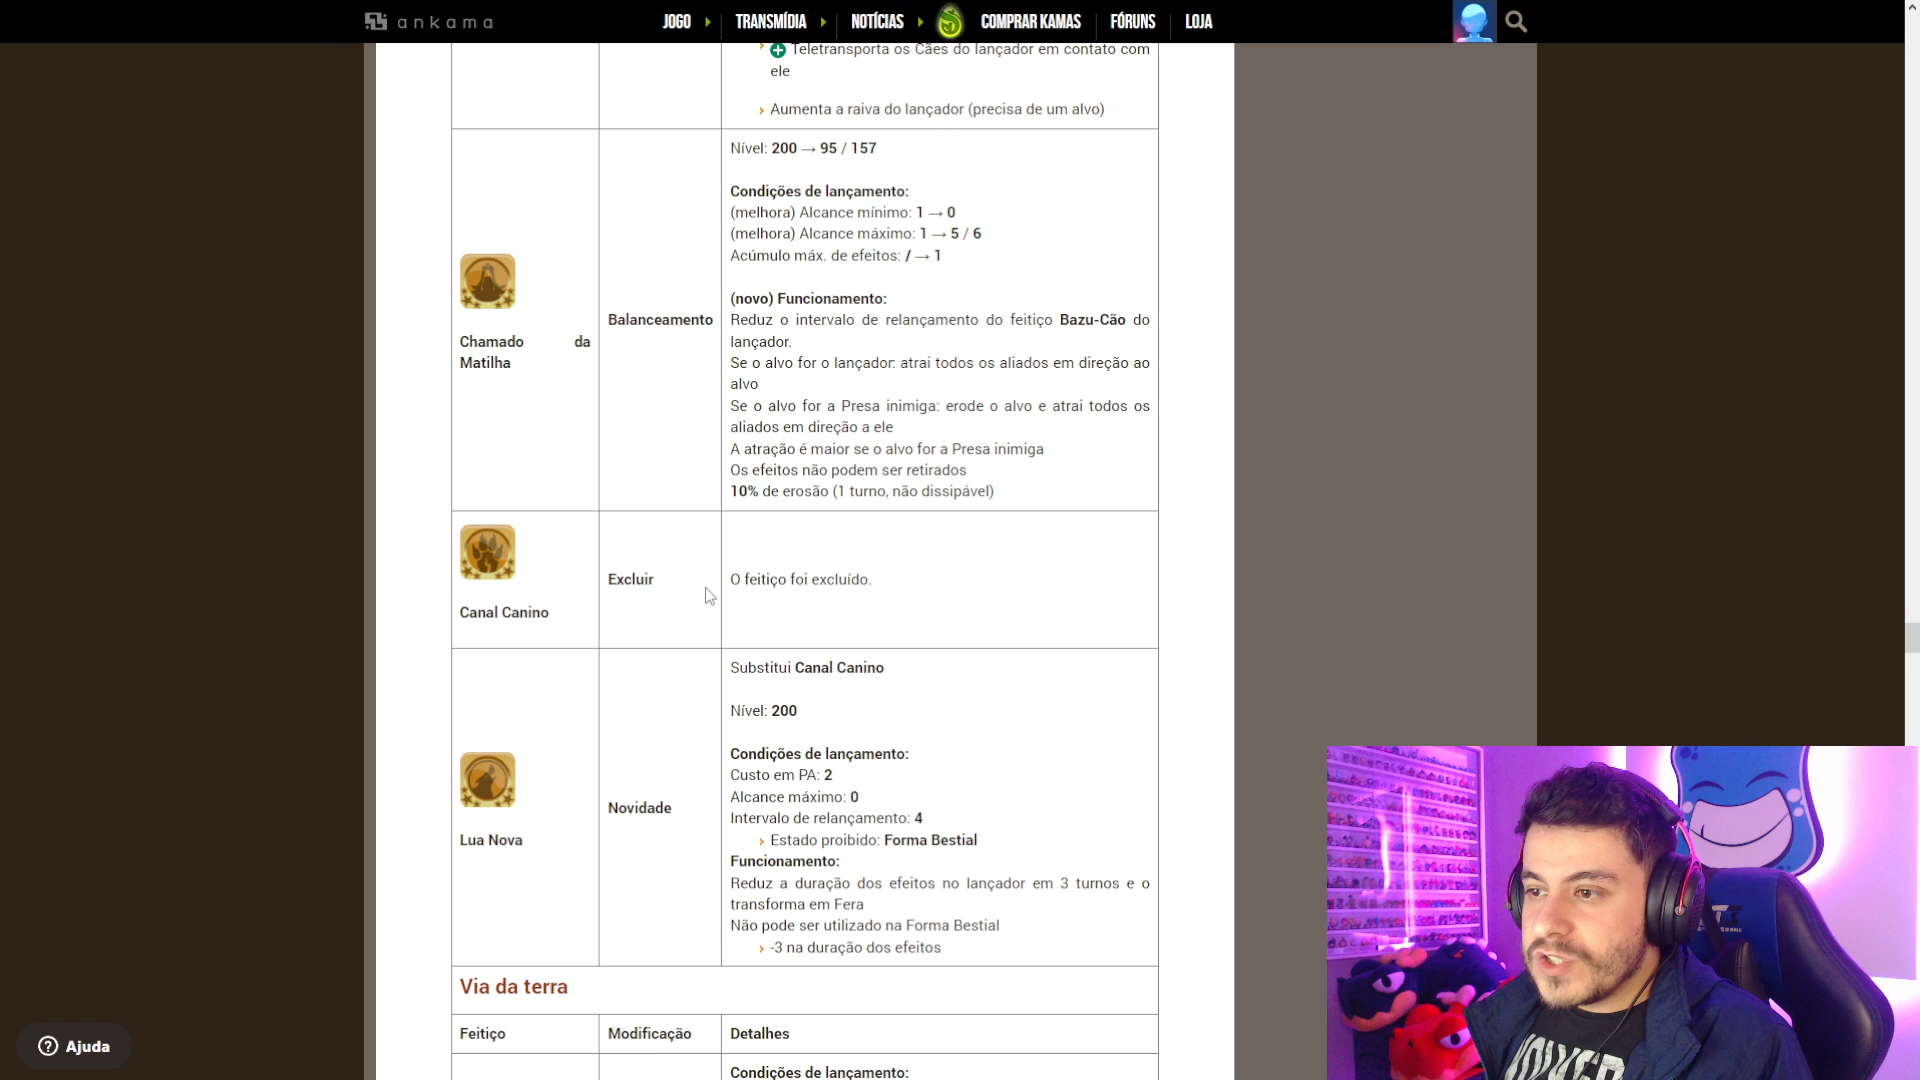 ankama
JOGO
TRANSMÍDIA
NOTÍCIAS
COMPRAR KAMAS
FÓRUNS
LOJA
Teletransporta os Cães do lançador em contato com
ele
› Aumenta a raiva do lançador (precisa de um alvo)
Chamado da
Matilha
Balanceamento
Nível: 200 → 95 / 157
Condições de lançamento:
(melhora) Alcance mínimo: 1 → 0
(melhora) Alcance máximo: 1 → 5 / 6
Acúmulo máx. de efeitos: / → 1
(novo) Funcionamento:
Reduz o intervalo de relançamento do feitiço Bazu-Cão do
lançador.
Se o alvo for o lançador: atrai todos os aliados em direção ao
alvo
Se o alvo for a Presa inimiga: erode o alvo e atrai todos os
aliados em direção a ele
A atração é maior se o alvo for a Presa inimiga
Os efeitos não podem ser retirados
10% de erosão (1 turno, não dissipável)
Canal Canino
Excluir
O feitiço foi excluído.
Lua Nova
Novidade
Substitui Canal Canino
Nível: 200
Condições de lançamento:
Custo em PA: 2
Alcance máximo: 0
Intervalo de relançamento: 4
› Estado proibido: Forma Bestial
Funcionamento:
Reduz a duração dos efeitos no lançador em 3 turnos e o
transforma em Fera
Não pode ser utilizado na Forma Bestial
› -3 na duração dos efeitos
Via da terra
Feitiço
Modificação
Detalhes
Condições de lançamento:
Ajuda